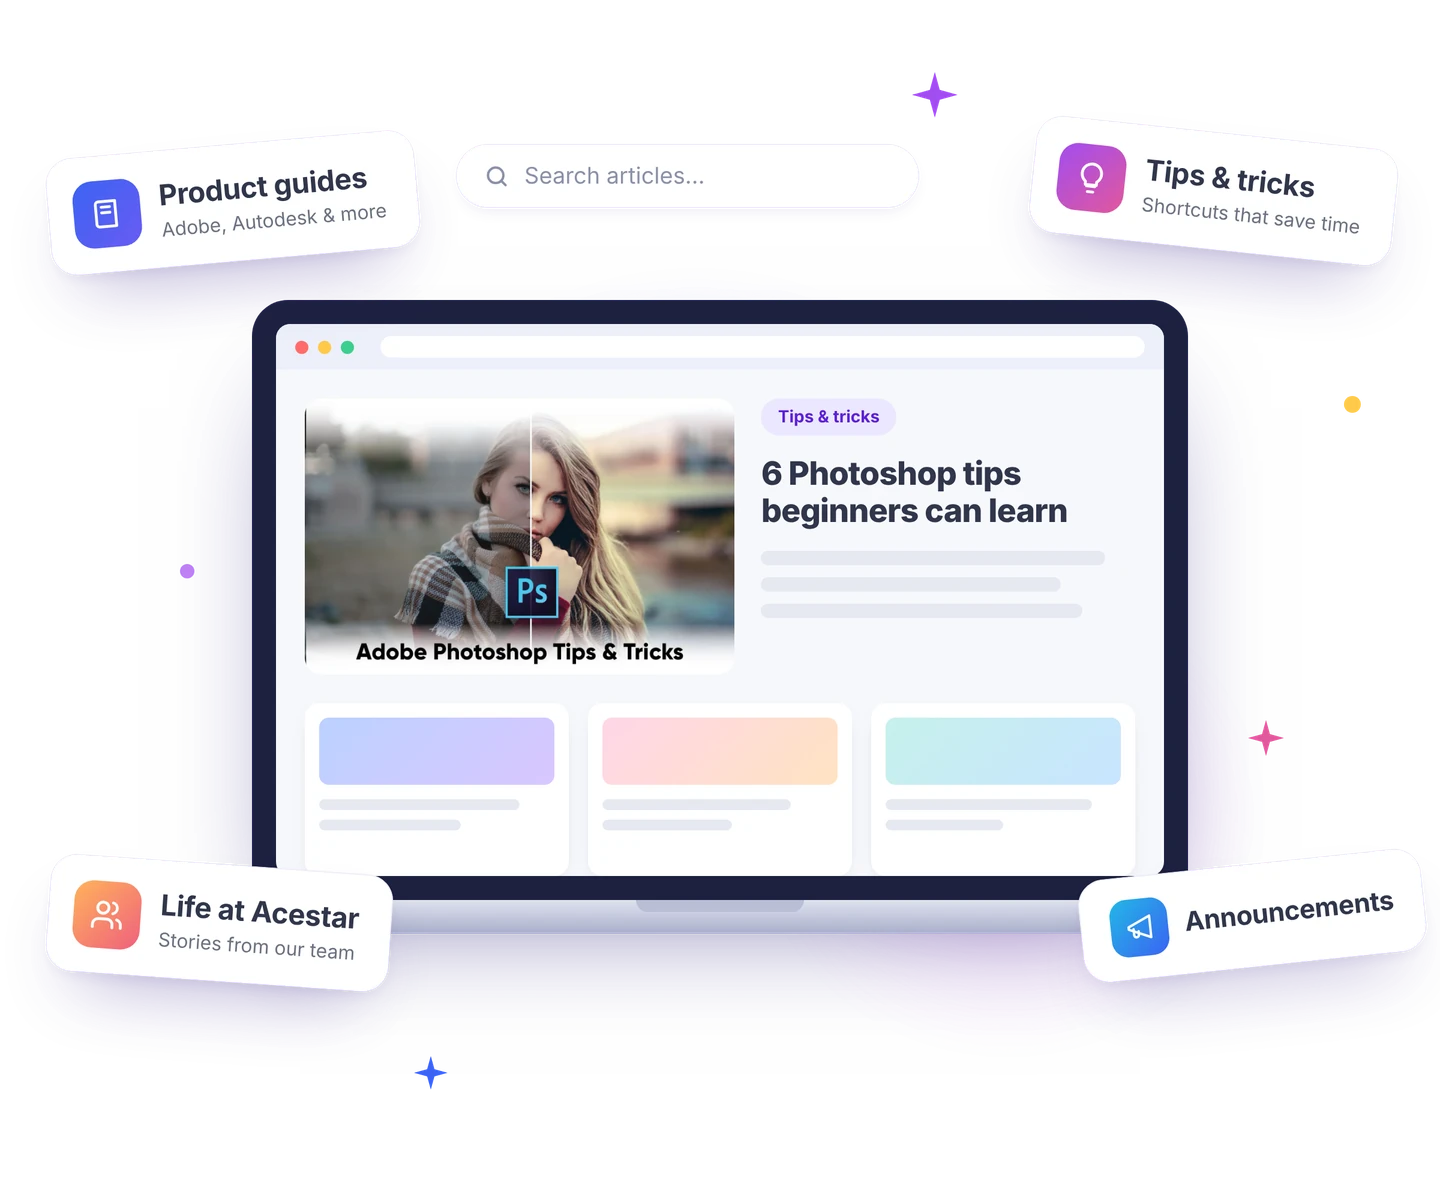 Product guides
Adobe, Autodesk & more
Search articles...
Tips & tricks
Shortcuts that save time
Tips & tricks
6 Photoshop tips
beginners can learn
Ps
Adobe Photoshop Tips & Tricks
Life at Acestar
Stories from our team
Announcements